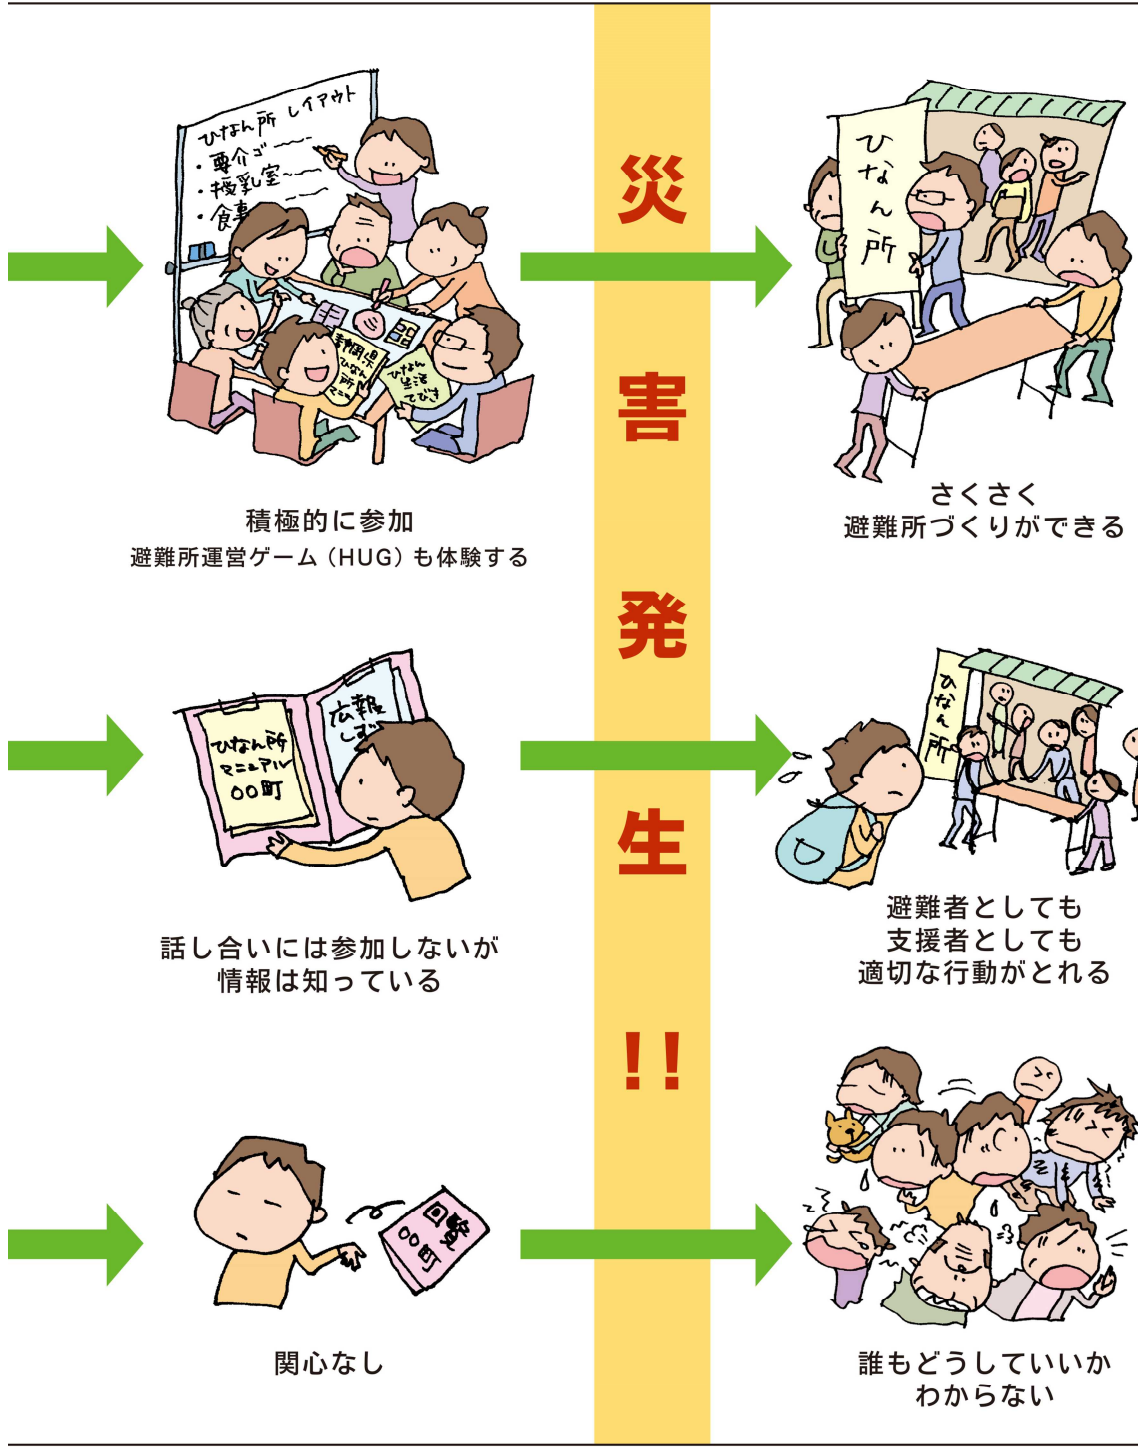 ひなん所 レイアウト
・要介ゴ
・授乳室
・食事
静岡県
ひなん
所
マニュ
ひなん
生活
てびき
積極的に参加
避難所運営ゲーム（HUG）も体験する
災害発生!!
ひなん所
さくさく
避難所づくりができる
ひなん所
マニュアル
〇〇町
広報
しず
話し合いには参加しないが
情報は知っている
ひなん所
避難者としても
支援者としても
適切な行動がとれる
回覧
〇〇町
関心なし
誰もどうしていいか
わからない